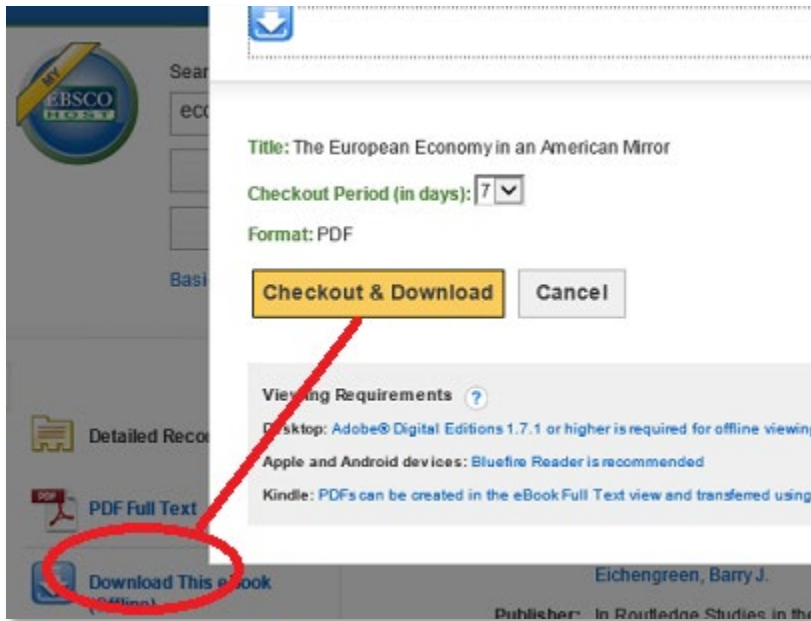 MY
EBSCO
HOST
Sear
eco
Basi
Title: The European Economy in an American Mirror
Checkout Period (in days): 7
Format: PDF
Checkout & Download Cancel
Viewing Requirements ?
Desktop: Adobe® Digital Editions 1.7.1 or higher is required for offline viewing
Apple and Android devices: Bluefire Reader is recommended
Kindle: PDFs can be created in the eBook Full Text view and transferred using
Detailed Reco
PDF
PDF Full Text
Download This eBook
(Offline)
Eichengreen, Barry J.
Publisher: In Routledge Studies in the